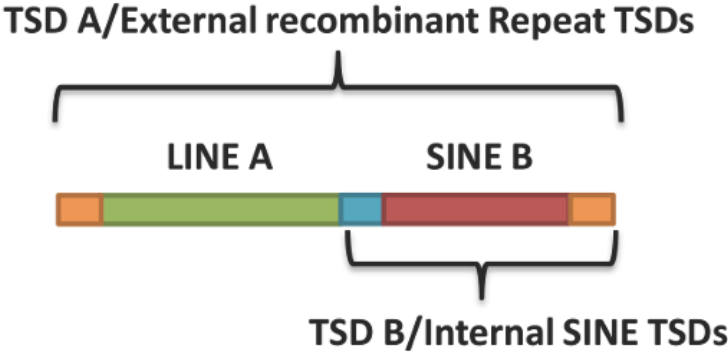 TSD A/External recombinant Repeat TSDs
LINE A SINE B
TSD B/Internal SINE TSDs